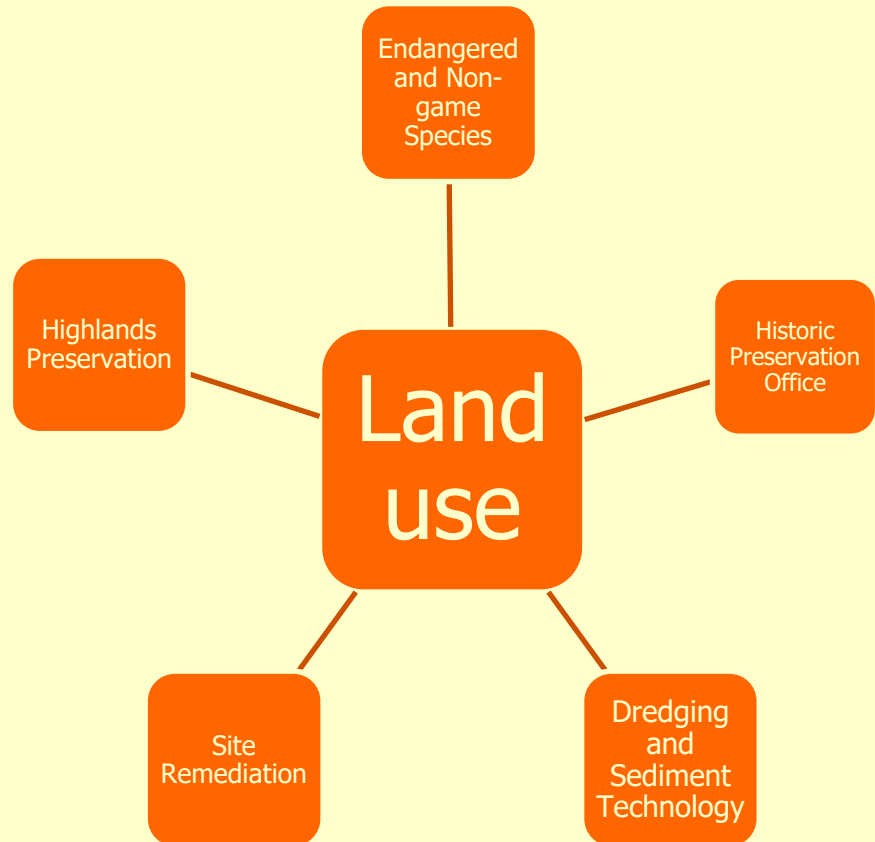 Endangered
and Non-
game
Species
Highlands
Preservation
Historic
Preservation
Office
Land
use
Site
Remediation
Dredging
and
Sediment
Technology